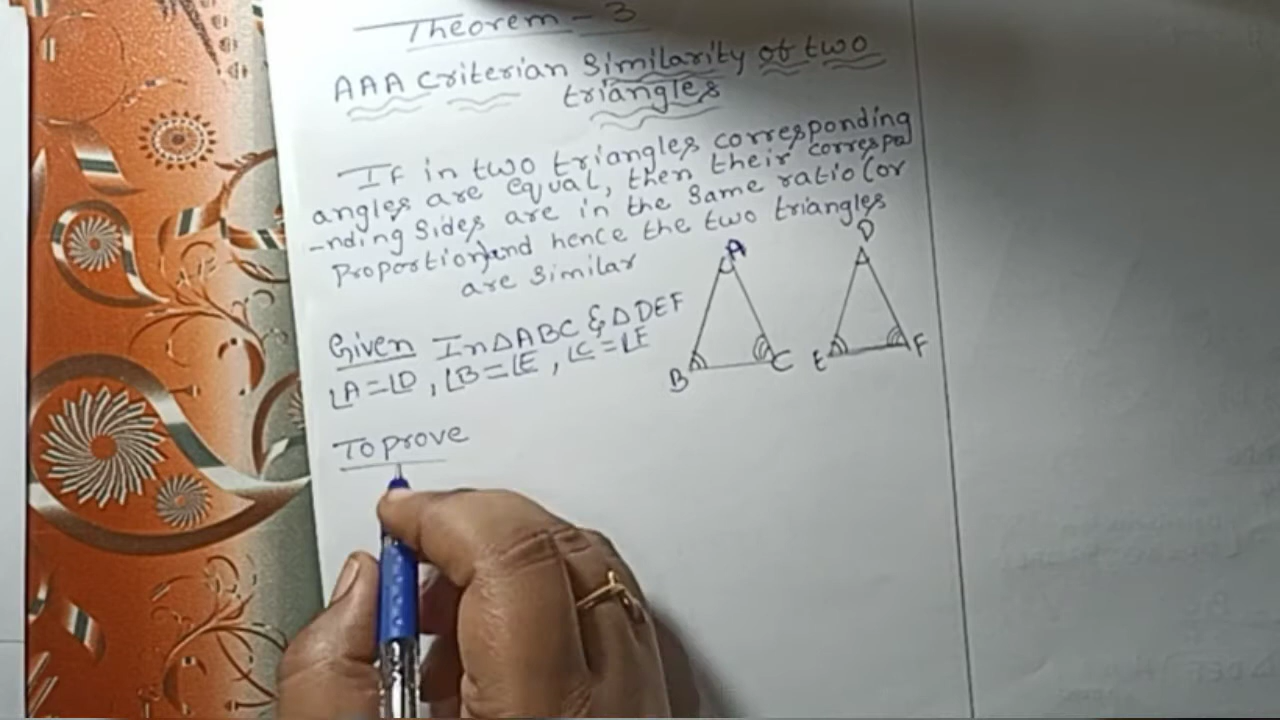 Theorem - 3
AAA Criterian Similarity of two
triangles
If in two triangles corresponding
angles are equal, then their correspo
-nding sides are in the same ratio (or
Proportion) and hence the two triangles
are similar
Given In △ABC & △DEF
∠A = ∠D, ∠B = ∠E, ∠C = ∠F
A D
B C E F
To prove